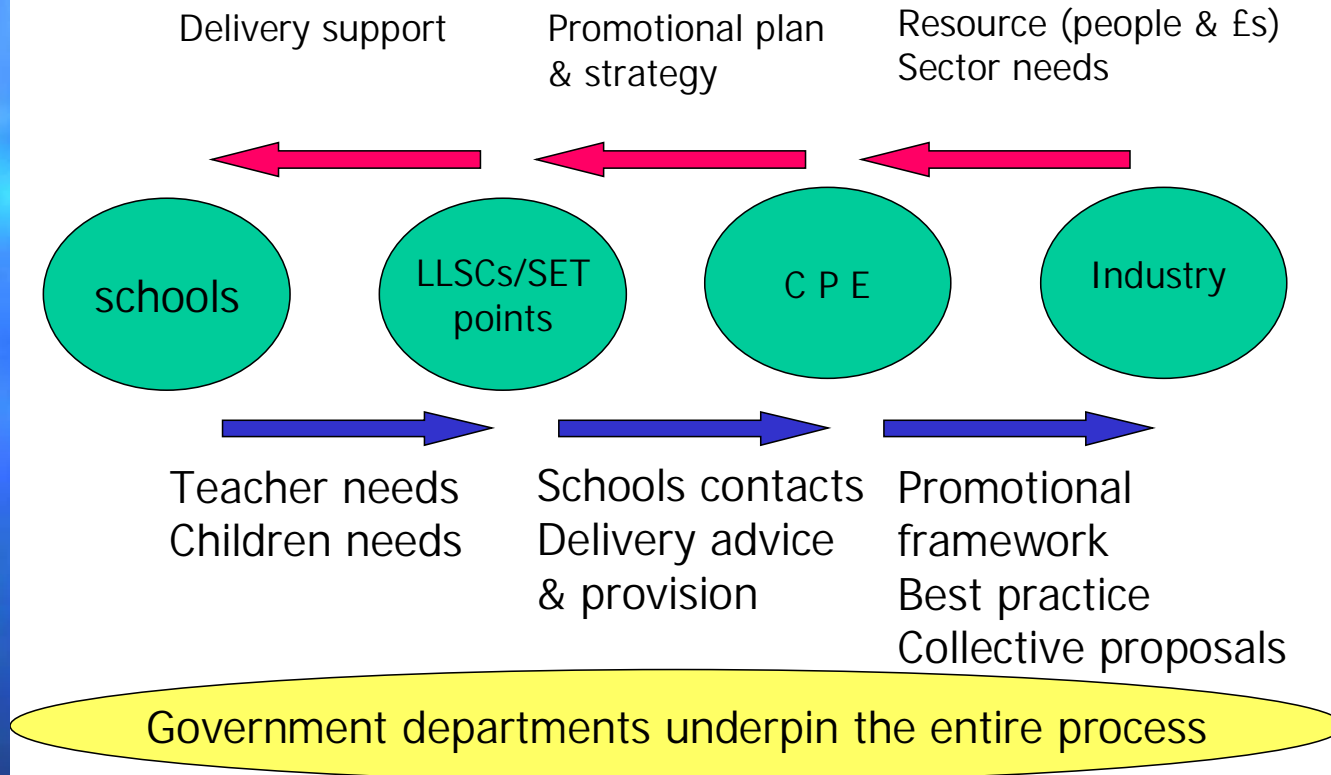 Delivery support
Promotional plan
& strategy
Resource (people & £s)
Sector needs
schools
LLSCs/SET
points
C P E
Industry
Teacher needs
Children needs
Schools contacts
Delivery advice
& provision
Promotional
framework
Best practice
Collective proposals
Government departments underpin the entire process